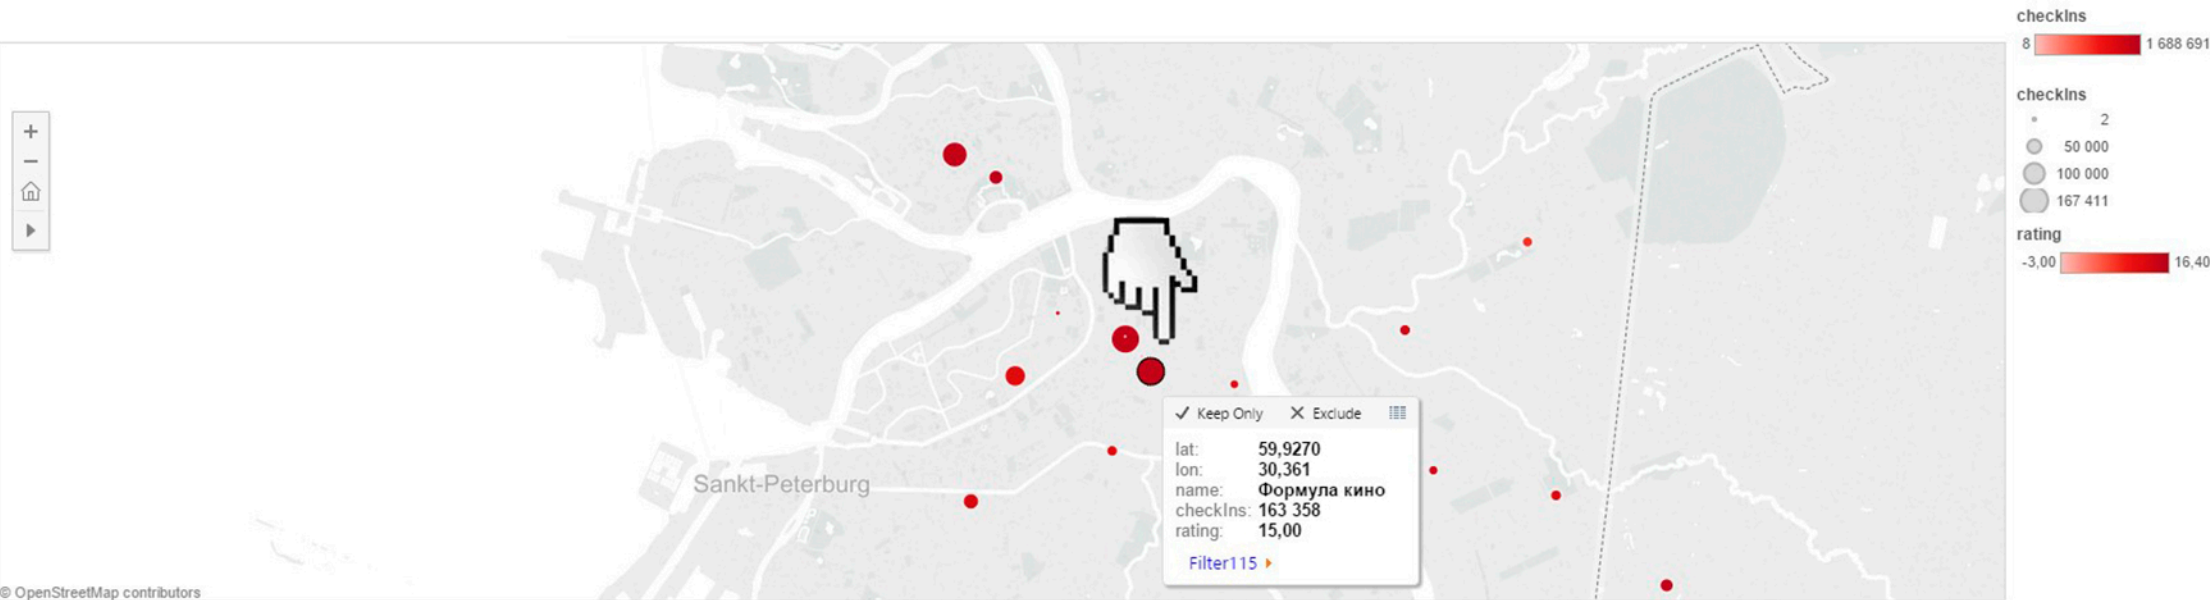 checkIns
8 1 688 691
checkIns
2
50 000
100 000
167 411
rating
-3,00 16,40
Keep Only Exclude
lat: 59,9270
lon: 30,361
name: Формула кино
checkIns: 163 358
rating: 15,00
Filter115
Sankt-Peterburg
© OpenStreetMap contributors